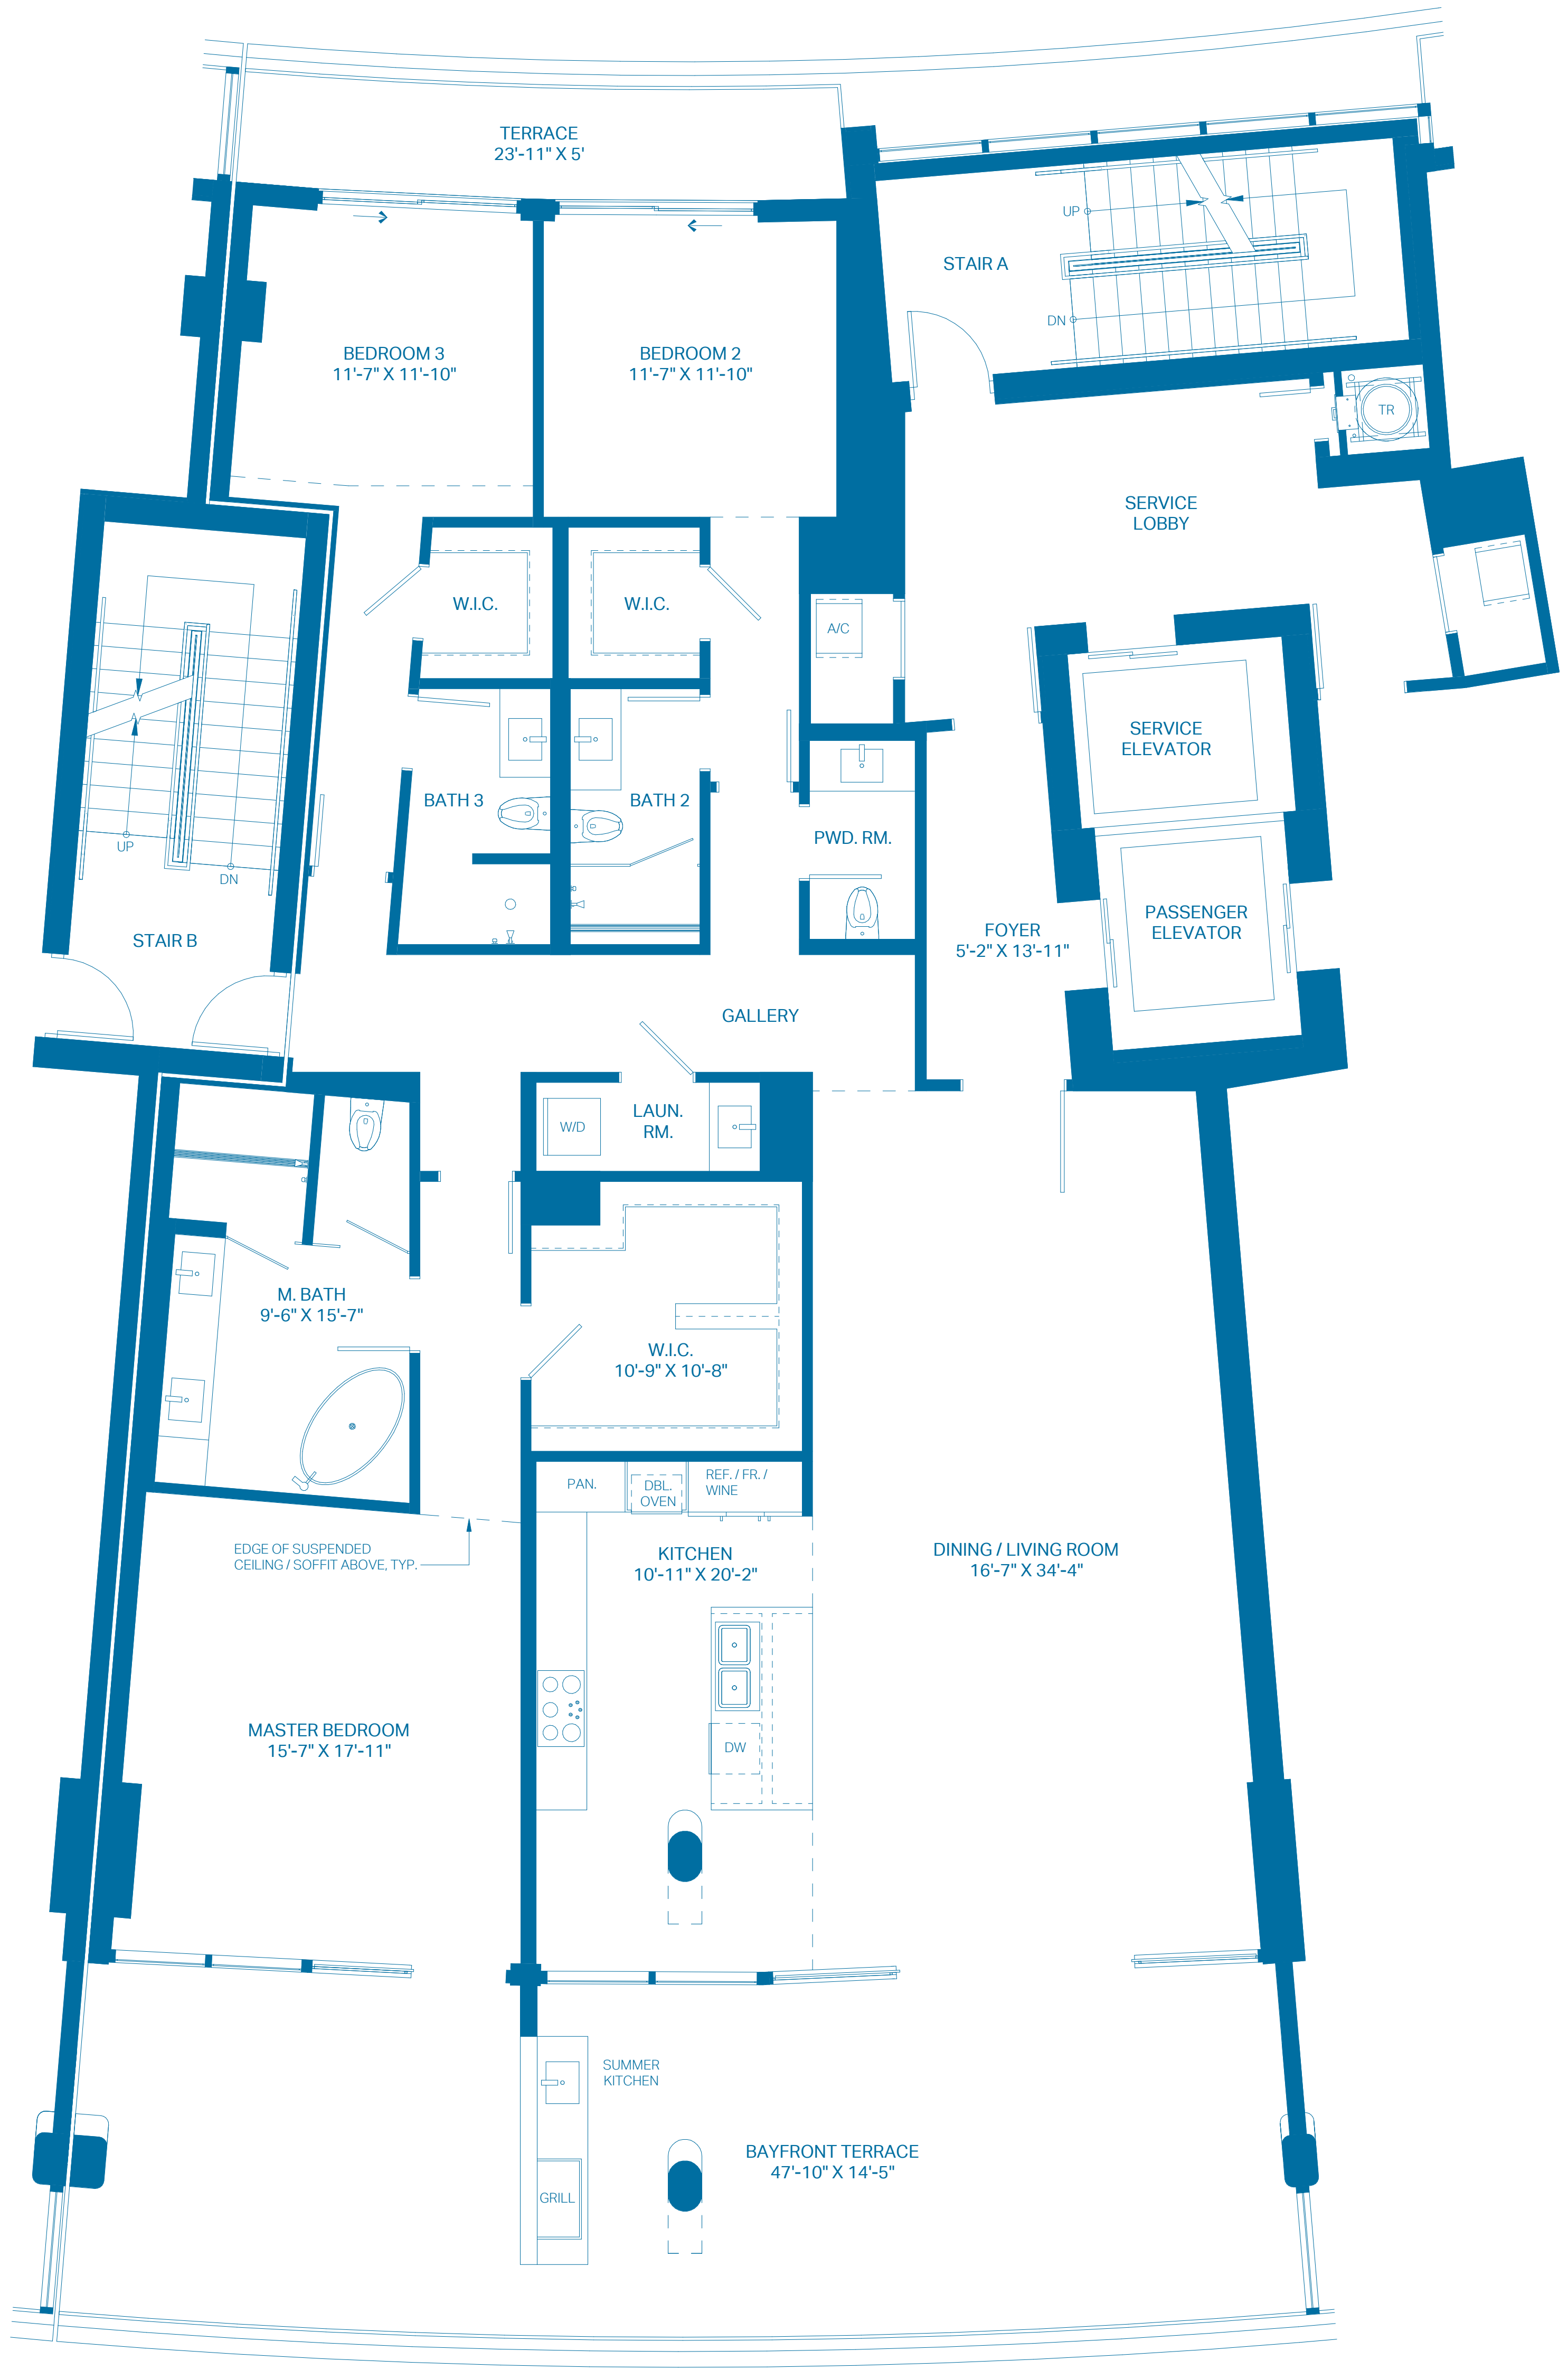 TERRACE
23'-11" X 5'
UP
STAIR A
DN
BEDROOM 3
11'-7" X 11'-10"
BEDROOM 2
11'-7" X 11'-10"
TR
SERVICE
LOBBY
W.I.C.
W.I.C.
A/C
SERVICE
ELEVATOR
BATH 3
BATH 2
PWD. RM.
UP
DN
STAIR B
PASSENGER
ELEVATOR
FOYER
5'-2" X 13'-11"
GALLERY
LAUN.
RM.
W/D
M. BATH
9'-6" X 15'-7"
W.I.C.
10'-9" X 10'-8"
PAN.
DBL.
OVEN
REF. / FR. /
WINE
EDGE OF SUSPENDED
CEILING / SOFFIT ABOVE, TYP.
KITCHEN
10'-11" X 20'-2"
DINING / LIVING ROOM
16'-7" X 34'-4"
MASTER BEDROOM
15'-7" X 17'-11"
DW
SUMMER
KITCHEN
BAYFRONT TERRACE
47'-10" X 14'-5"
GRILL